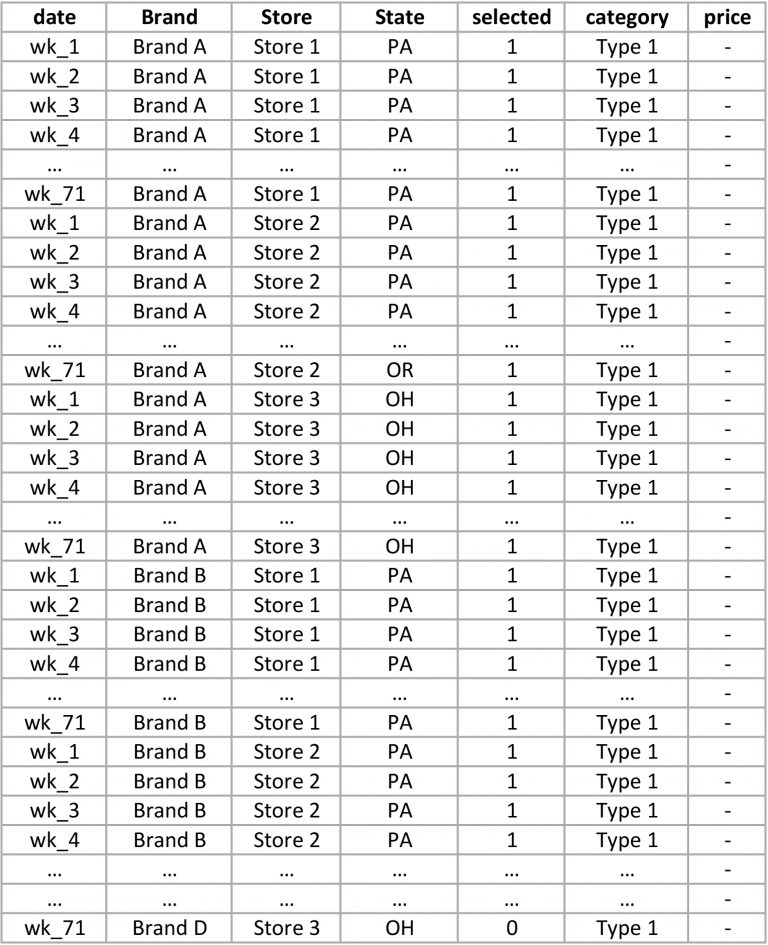 date Brand Store State selected category price
wk_1 Brand A Store 1 PA 1 Type 1 -
wk_2 Brand A Store 1 PA 1 Type 1 -
wk_3 Brand A Store 1 PA 1 Type 1 -
wk_4 Brand A Store 1 PA 1 Type 1 -
... ... ... ... ... ... -
wk_71 Brand A Store 1 PA 1 Type 1 -
wk_1 Brand A Store 2 PA 1 Type 1 -
wk_2 Brand A Store 2 PA 1 Type 1 -
wk_3 Brand A Store 2 PA 1 Type 1 -
wk_4 Brand A Store 2 PA 1 Type 1 -
... ... ... ... ... ... -
wk_71 Brand A Store 2 OR 1 Type 1 -
wk_1 Brand A Store 3 OH 1 Type 1 -
wk_2 Brand A Store 3 OH 1 Type 1 -
wk_3 Brand A Store 3 OH 1 Type 1 -
wk_4 Brand A Store 3 OH 1 Type 1 -
... ... ... ... ... ... -
wk_71 Brand A Store 3 OH 1 Type 1 -
wk_1 Brand B Store 1 PA 1 Type 1 -
wk_2 Brand B Store 1 PA 1 Type 1 -
wk_3 Brand B Store 1 PA 1 Type 1 -
wk_4 Brand B Store 1 PA 1 Type 1 -
... ... ... ... ... ... -
wk_71 Brand B Store 1 PA 1 Type 1 -
wk_1 Brand B Store 2 PA 1 Type 1 -
wk_2 Brand B Store 2 PA 1 Type 1 -
wk_3 Brand B Store 2 PA 1 Type 1 -
wk_4 Brand B Store 2 PA 1 Type 1 -
... ... ... ... ... ... -
... ... ... ... ... ... -
wk_71 Brand D Store 3 OH 0 Type 1 -